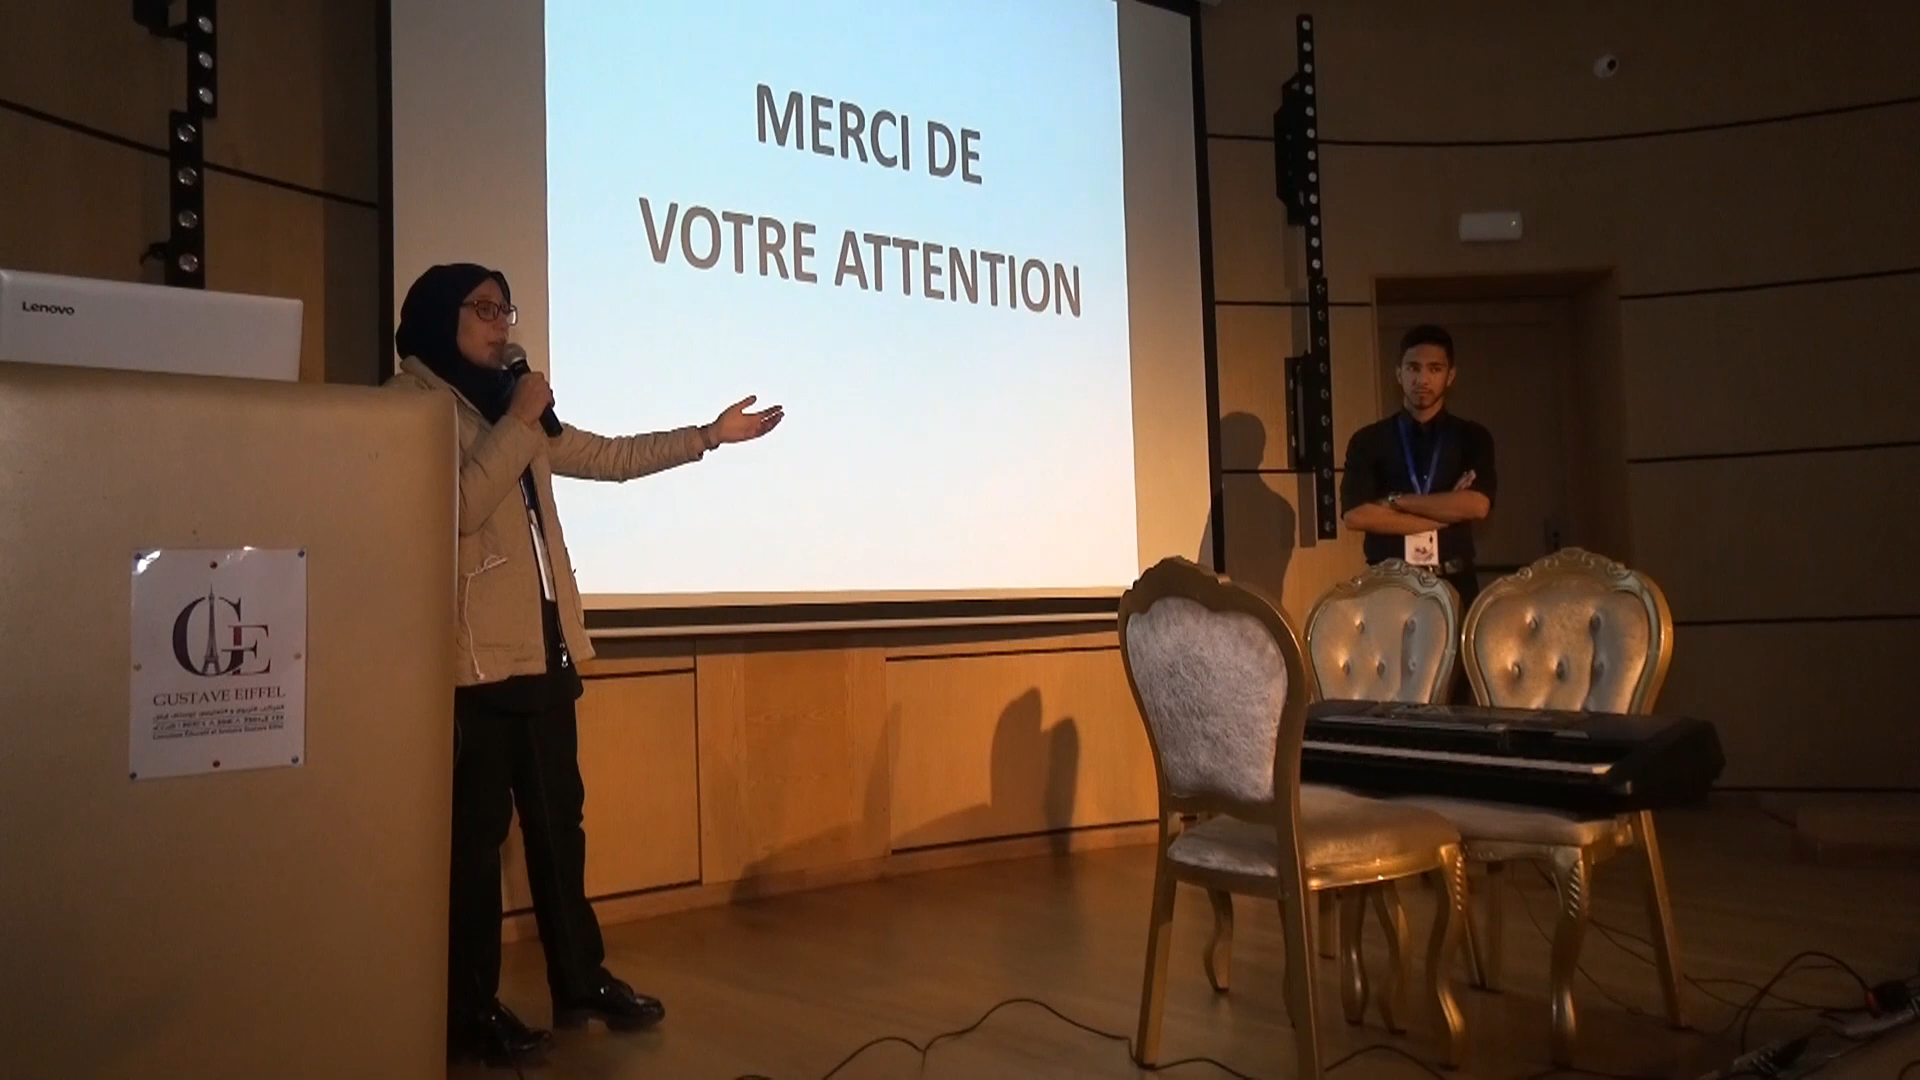 MERCI DE
VOTRE ATTENTION
Lenovo
GE
GUSTAVE EIFFEL